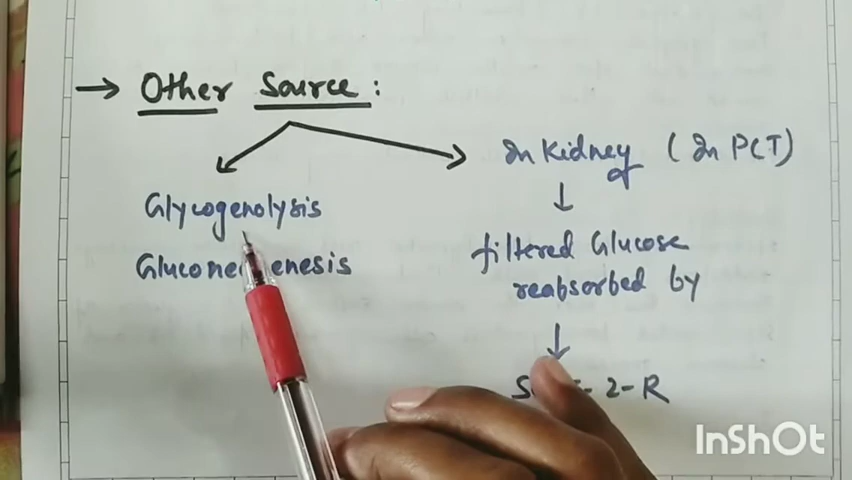 → Other Source:
Glycogenolysis
In Kidney (In PCT)
↓
filtered Glucose
reabsorbed by
↓
2-R
InShOt